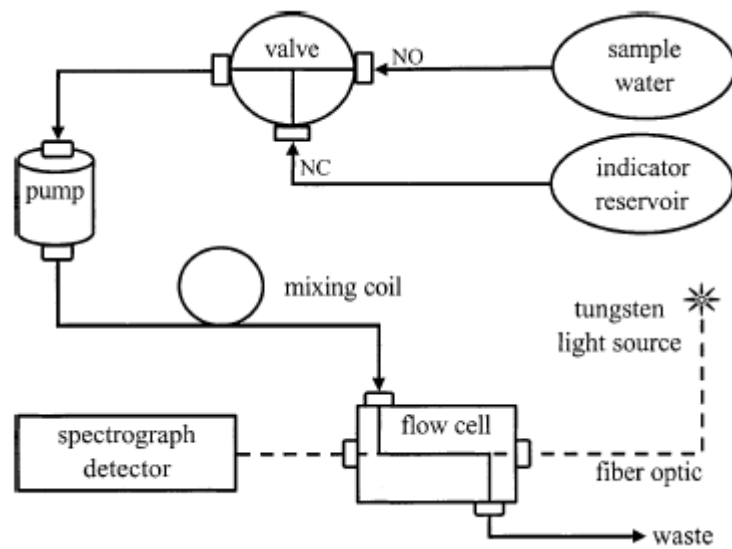 valve
NO
sample
water
NC
indicator
reservoir
pump
mixing coil
tungsten
light source
spectrograph
detector
flow cell
fiber optic
waste